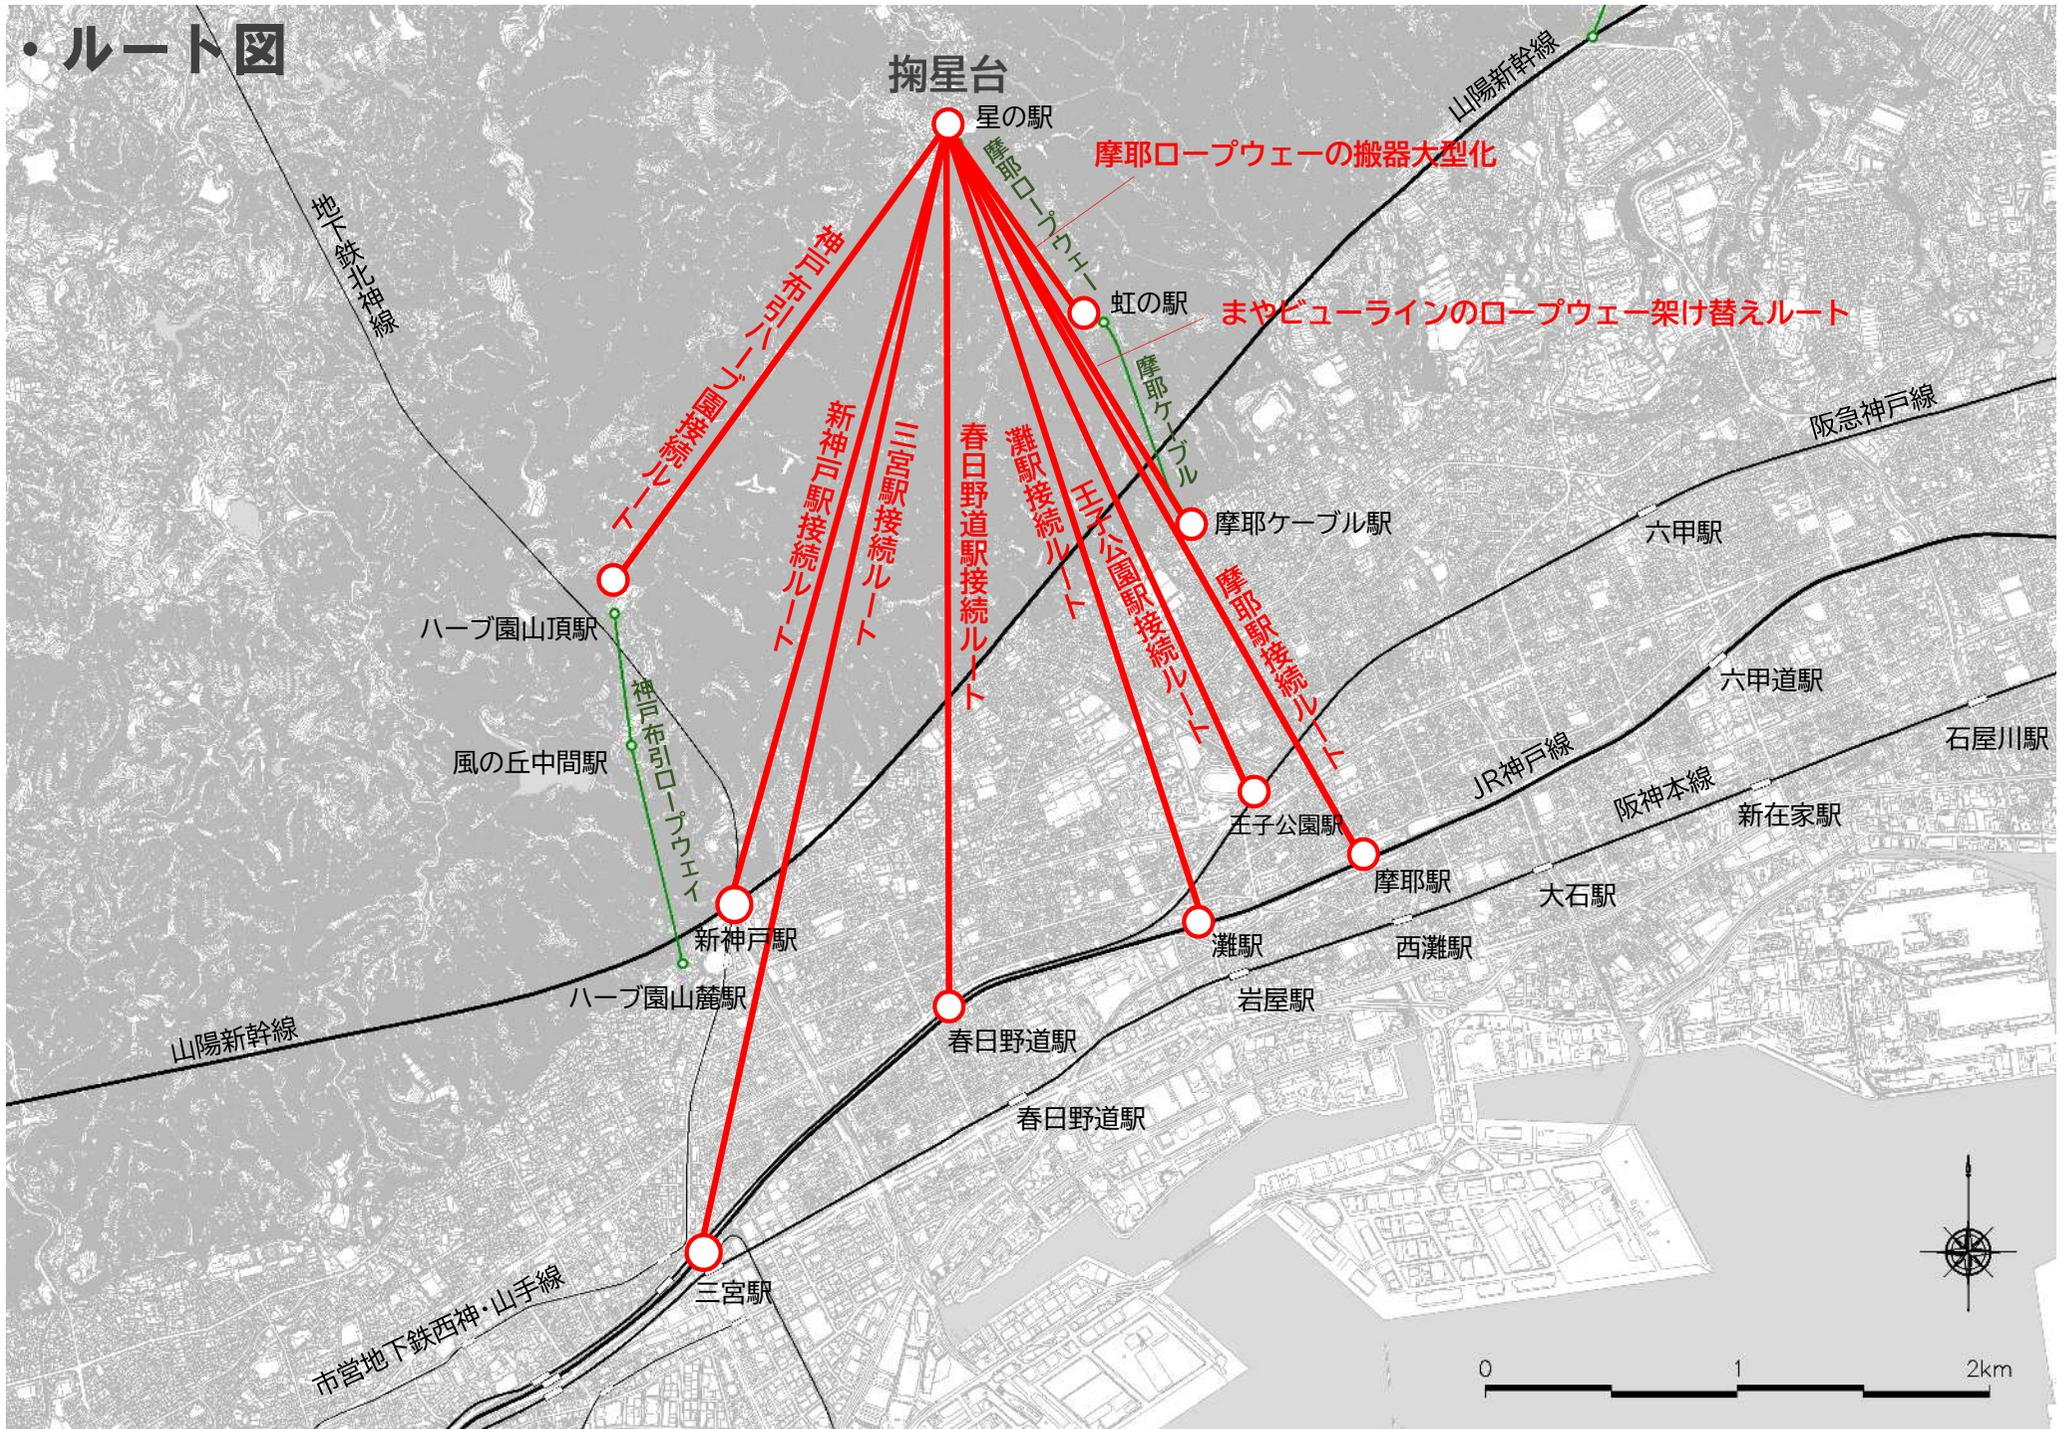 ・ルート図
掬星台
星の駅
山陽新幹線
摩耶ロープウェー
摩耶ロープウェーの搬器大型化
地下鉄北神線
神戸布引ハーブ園接続ルート
虹の駅
まやビューラインのロープウェー架け替えルート
摩耶ケーブル
阪急神戸線
新神戸駅接続ルート
三宮駅接続ルート
春日野道駅接続ルート
灘駅接続ルート
王子公園駅接続ルート
摩耶ケーブル駅
六甲駅
摩耶駅接続ルート
ハーブ園山頂駅
神戸布引ロープウェイ
六甲道駅
風の丘中間駅
石屋川駅
JR神戸線
阪神本線
新在家駅
王子公園駅
摩耶駅
大石駅
新神戸駅
灘駅
西灘駅
ハーブ園山麓駅
岩屋駅
山陽新幹線
春日野道駅
春日野道駅
三宮駅
市営地下鉄西神・山手線
0 1 2km